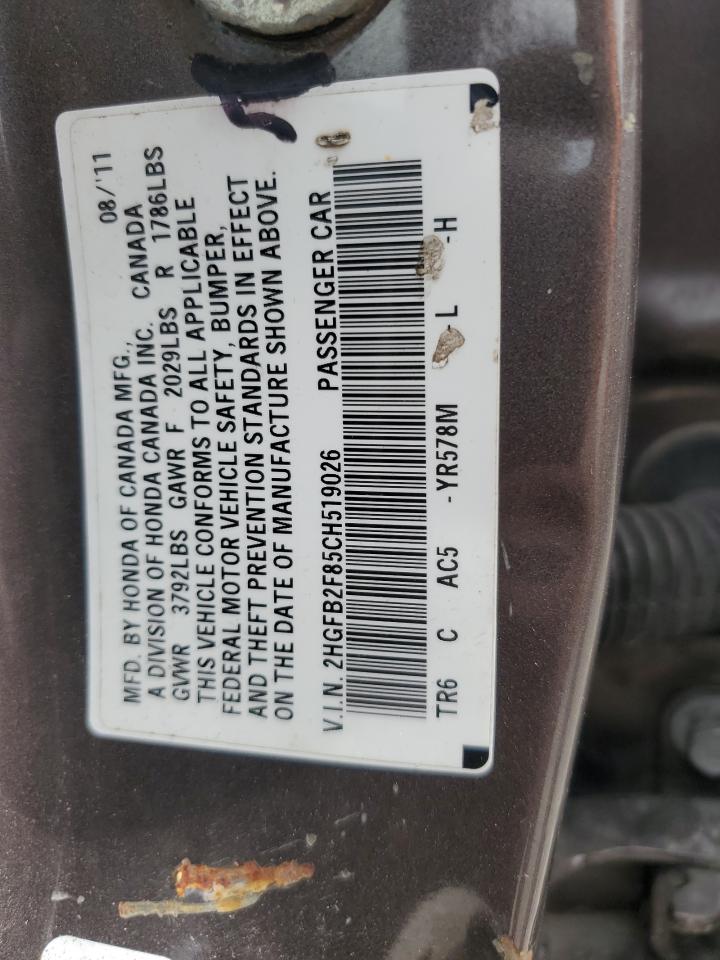 MFD. BY HONDA OF CANADA MFG., 08/'11
A DIVISION OF HONDA CANADA INC. CANADA
GVWR 3792LBS GAWR F 2029LBS R 1786LBS
THIS VEHICLE CONFORMS TO ALL APPLICABLE
FEDERAL MOTOR VEHICLE SAFETY, BUMPER,
AND THEFT PREVENTION STANDARDS IN EFFECT
ON THE DATE OF MANUFACTURE SHOWN ABOVE.
V.I.N. 2HGFB2F85CH519026 PASSENGER CAR
TR6 C AC5 -YR578M L -H